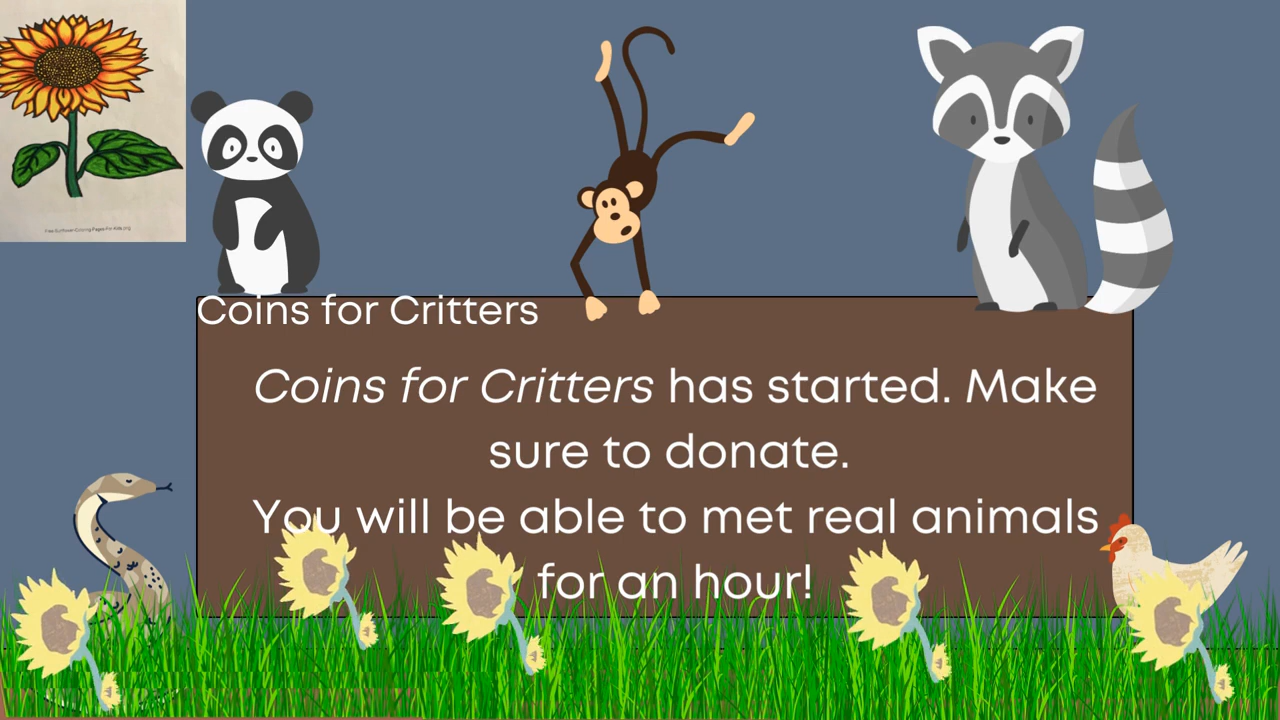 Coins for Critters
Coins for Critters has started. Make
sure to donate.
You will be able to met real animals
for an hour!